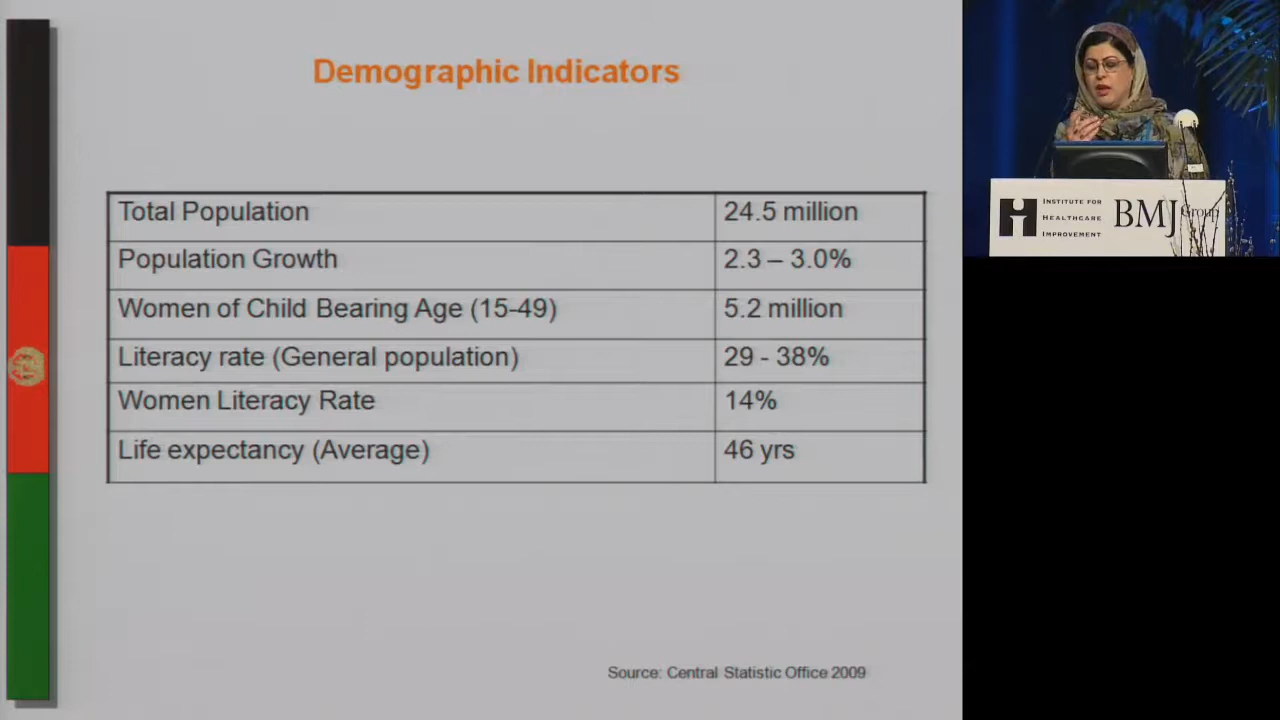 Demographic Indicators
Total Population 24.5 million
Population Growth 2.3 – 3.0%
Women of Child Bearing Age (15-49) 5.2 million
Literacy rate (General population) 29 - 38%
Women Literacy Rate 14%
Life expectancy (Average) 46 yrs
Source: Central Statistic Office 2009
INSTITUTE FOR
HEALTHCARE
IMPROVEMENT
BMJ Group